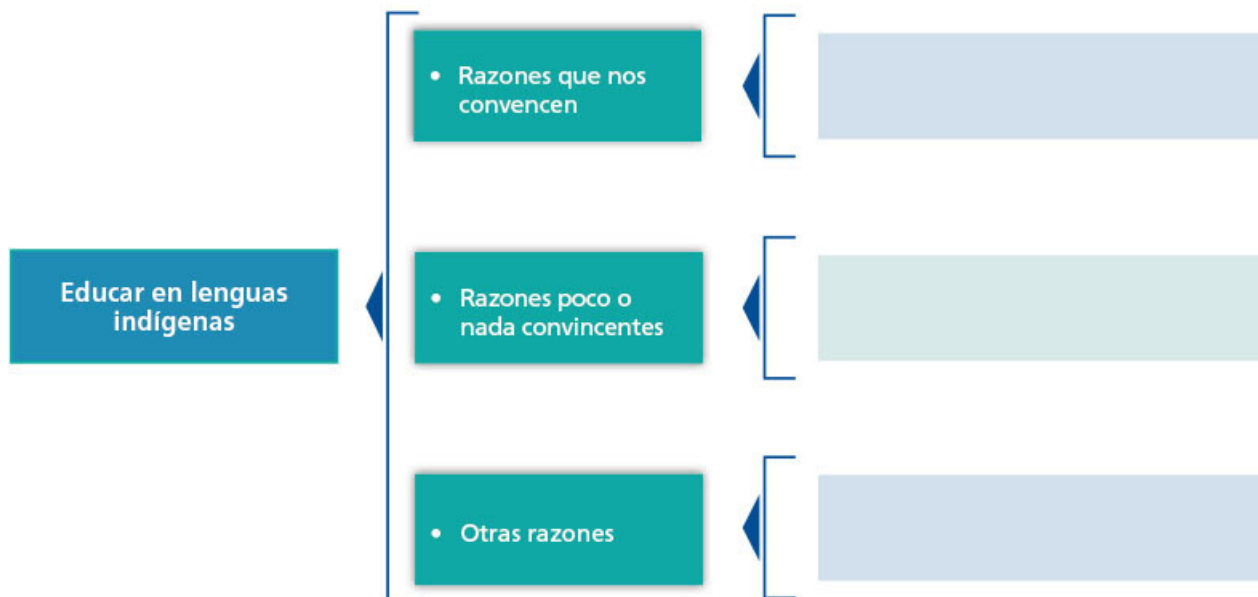 Educar en lenguas
indígenas
• Razones que nos
convencen
• Razones poco o
nada convincentes
• Otras razones